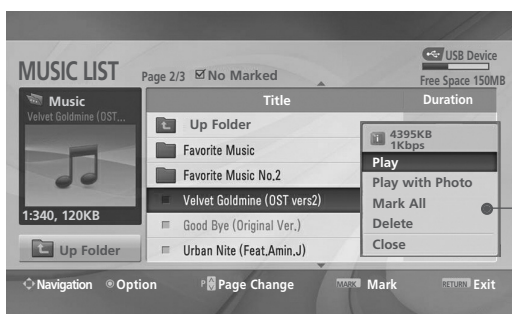 MUSIC LIST
Page 2/3 ☑ No Marked
USB Device
Free Space 150MB
Music
Velvet Goldmine (OST...
1:340, 120KB
Up Folder
Title
Duration
Up Folder
Favorite Music
Favorite Music No.2
Velvet Goldmine (OST vers2)
Good Bye (Original Ver.)
Urban Nite (Feat.Amin.J)
4395KB
1Kbps
Play
Play with Photo
Mark All
Delete
Close
Navigation
Option
P Page Change
MARK Mark
RETURN Exit